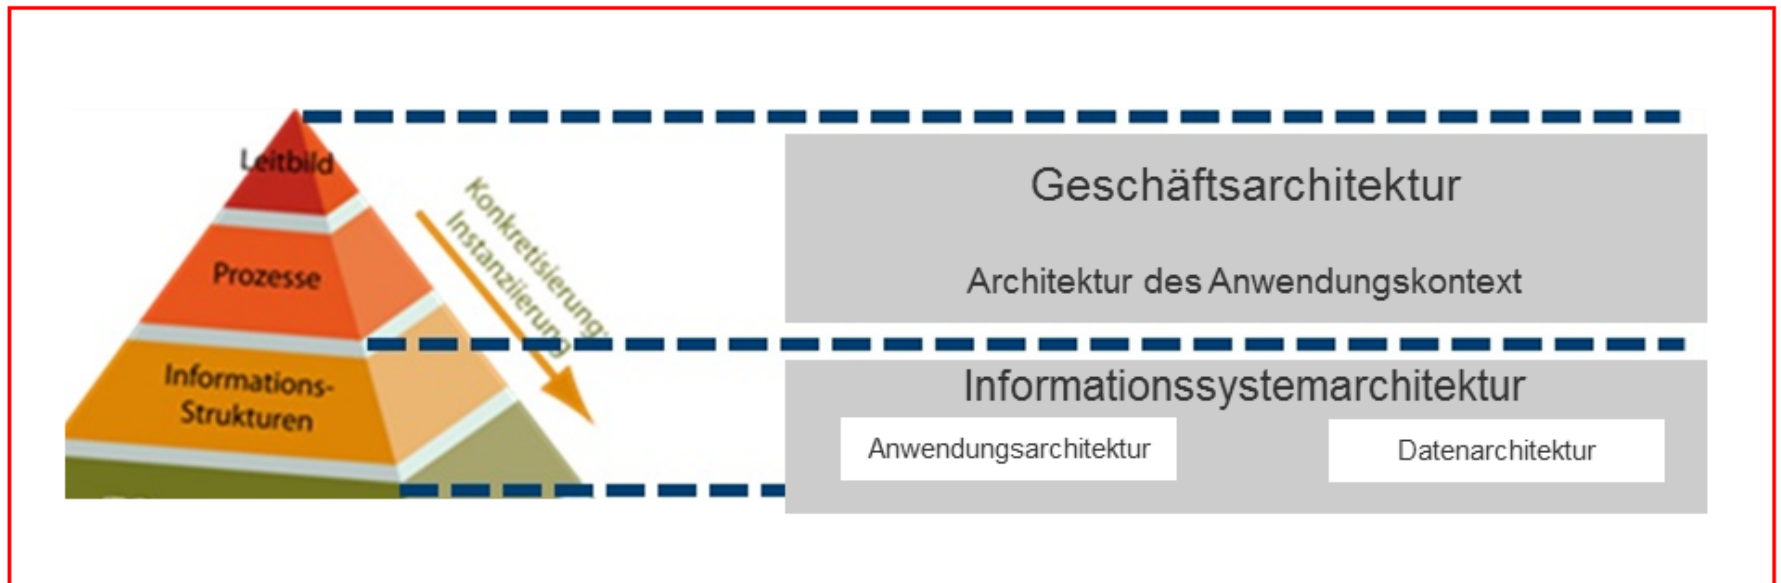 Leitbild
Prozesse
Informations-
Strukturen
Konkretisierung:
Instanziierung
Geschäftsarchitektur
Architektur des Anwendungskontext
Informationssystemarchitektur
Anwendungsarchitektur
Datenarchitektur